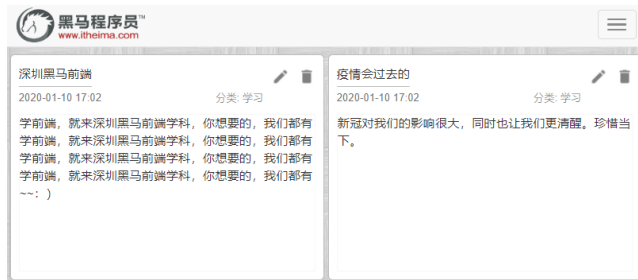 黑马程序员™
www.itheima.com
深圳黑马前端
2020-01-10 17:02
分类: 学习
学前端，就来深圳黑马前端学科，你想要的，我们都有
学前端，就来深圳黑马前端学科，你想要的，我们都有
学前端，就来深圳黑马前端学科，你想要的，我们都有
学前端，就来深圳黑马前端学科，你想要的，我们都有
~~：)
疫情会过去的
2020-01-10 17:02
分类: 学习
新冠对我们的影响很大，同时也让我们更清醒。珍惜当
下。